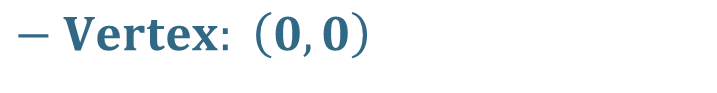 − Vertex: (0, 0)